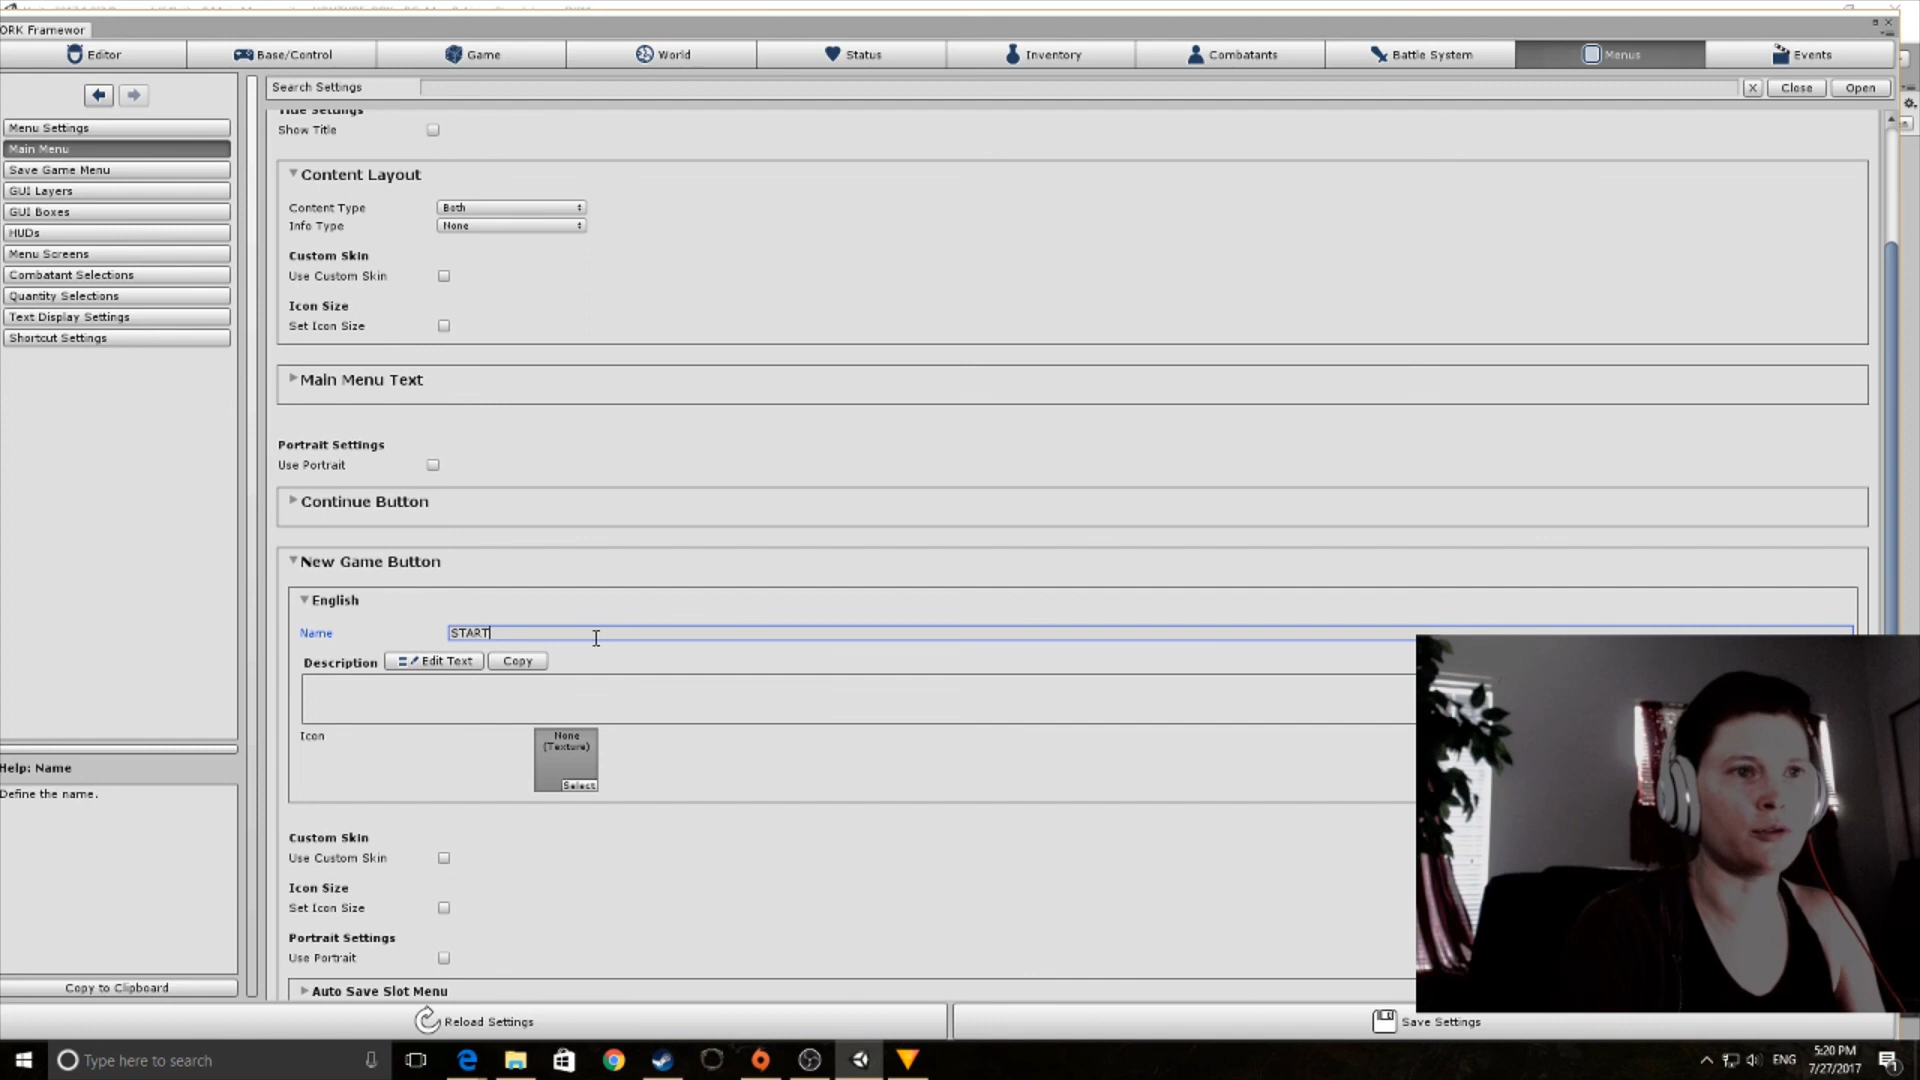 ORK Framewor
Editor
Base/Control
Game
World
Status
Inventory
Combatants
Battle System
Menus
Events
Search Settings
X
Close
Open
Menu Settings
Main Menu
Save Game Menu
GUI Layers
GUI Boxes
HUDs
Menu Screens
Combatant Selections
Quantity Selections
Text Display Settings
Shortcut Settings
Title Settings
Show Title
Content Layout
Content Type Both
Info Type None
Custom Skin
Use Custom Skin
Icon Size
Set Icon Size
Main Menu Text
Portrait Settings
Use Portrait
Continue Button
New Game Button
English
Name START
Description Edit Text Copy
Icon
None
(Texture)
Select
Custom Skin
Use Custom Skin
Icon Size
Set Icon Size
Portrait Settings
Use Portrait
Auto Save Slot Menu
Help: Name
Define the name.
Copy to Clipboard
Reload Settings
Save Settings
Type here to search
ENG
5:20 PM
7/27/2017
1